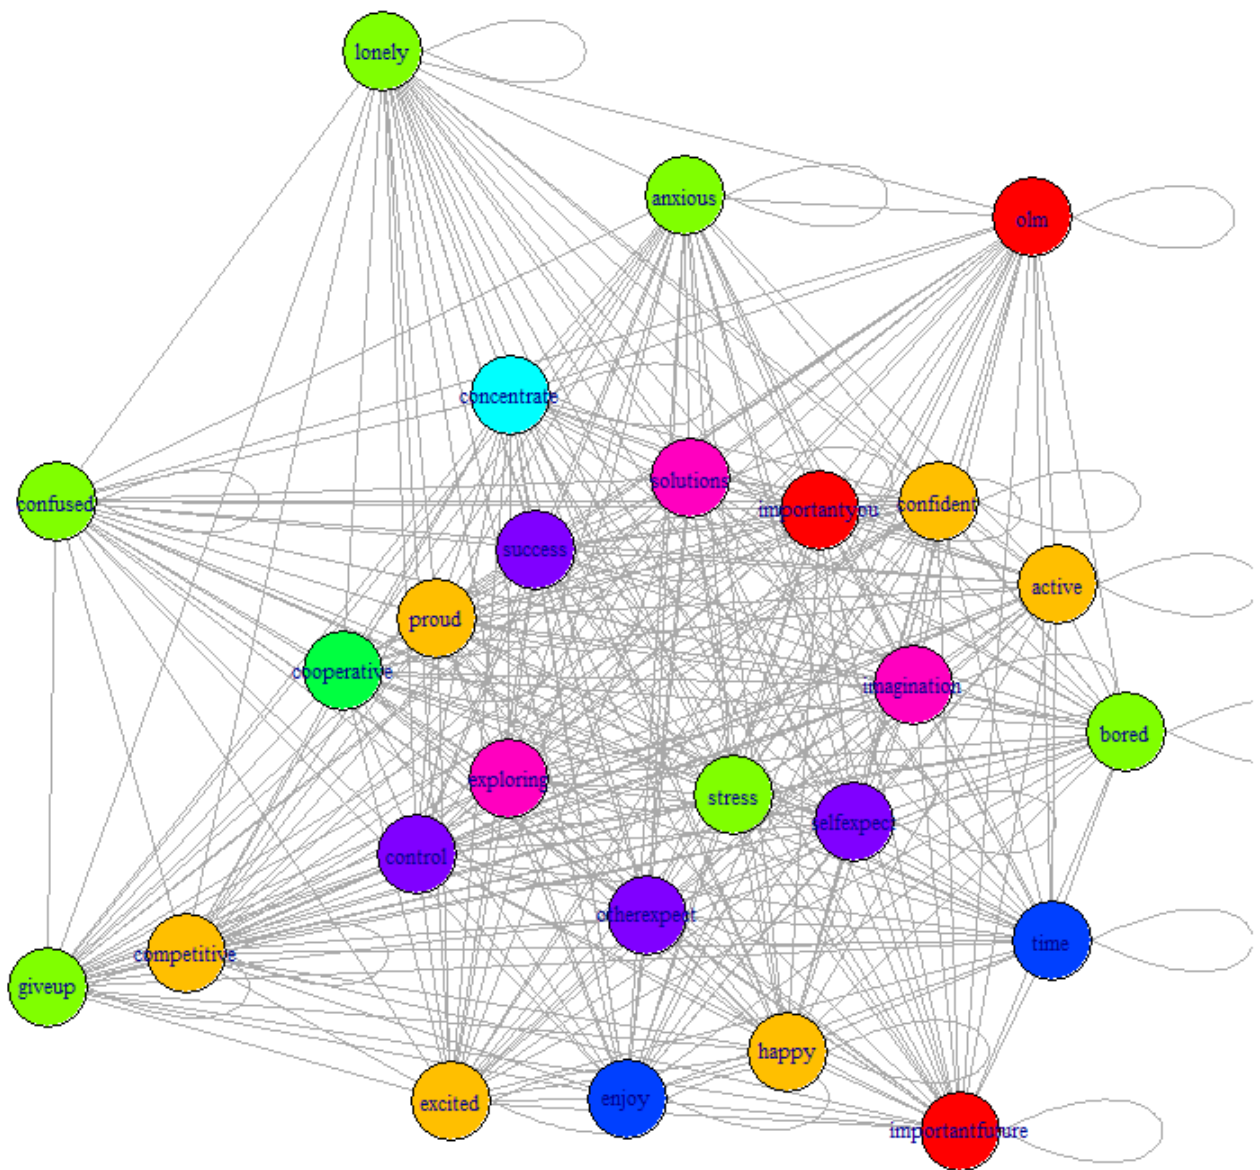 lonely
anxious
olm
concentrate
solutions
confused
importantyou
confident
success
active
proud
cooperative
imagination
bored
exploring
stress
selfexpect
control
otherexpect
time
competitive
giveup
happy
enjoy
excited
importantfuture